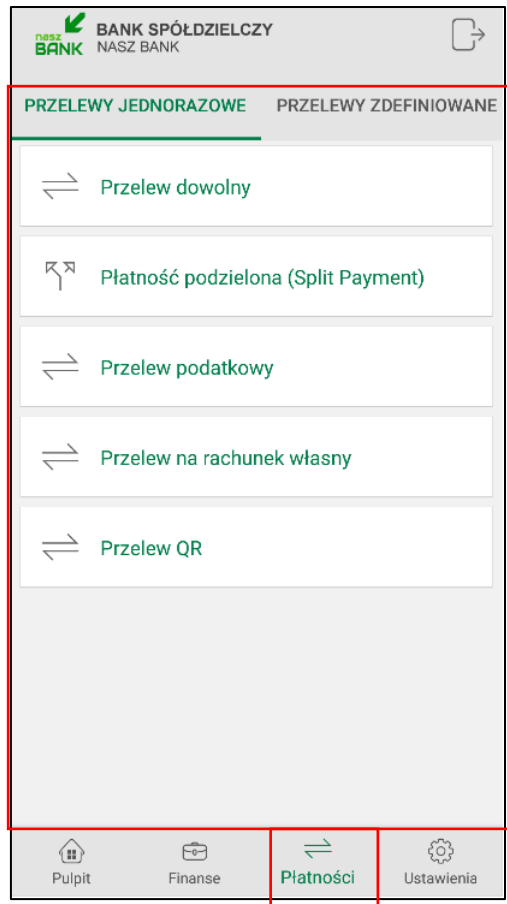 nasz
BANK
BANK SPÓŁDZIELCZY
NASZ BANK
PRZELEWY JEDNORAZOWE
PRZELEWY ZDEFINIOWANE
Przelew dowolny
Płatność podzielona (Split Payment)
Przelew podatkowy
Przelew na rachunek własny
Przelew QR
Pulpit
Finanse
Płatności
Ustawienia